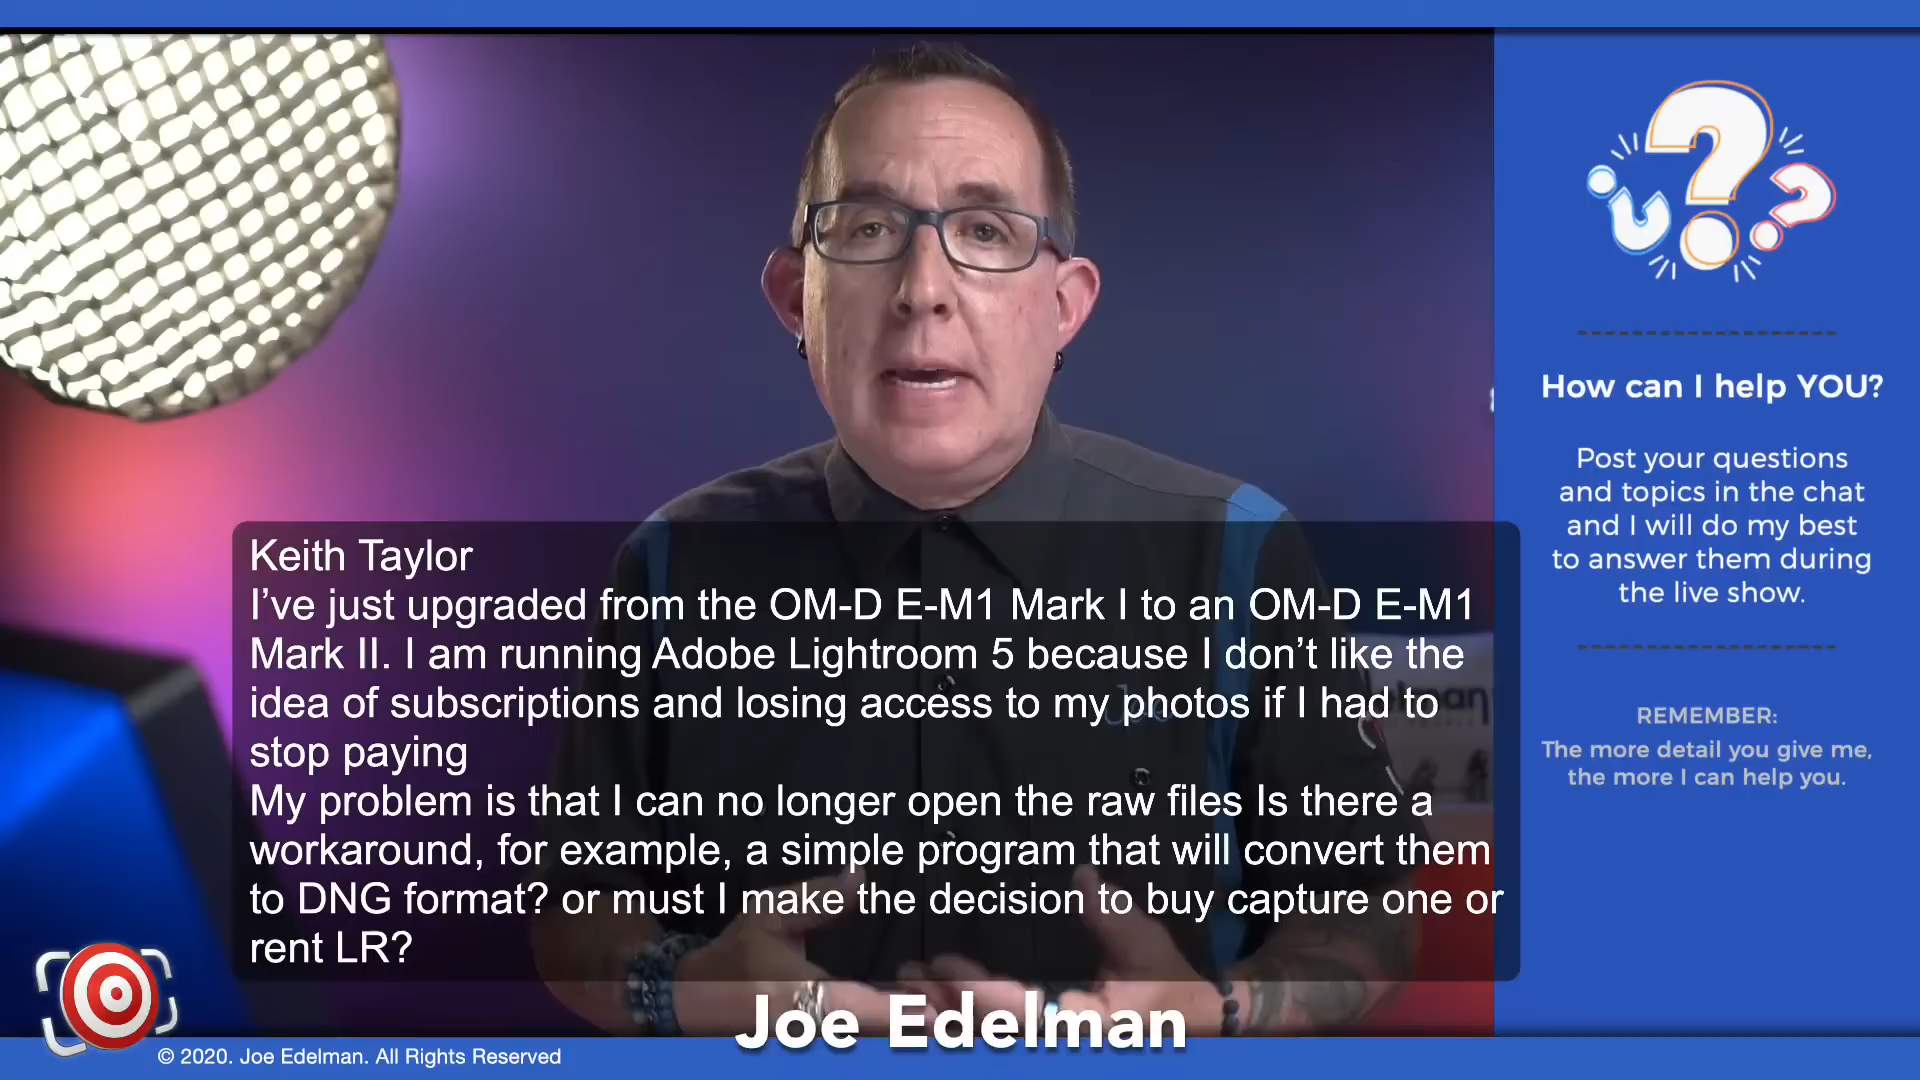 How can I help YOU?
Post your questions
and topics in the chat
and I will do my best
to answer them during
the live show.
REMEMBER:
The more detail you give me,
the more I can help you.
Keith Taylor
I’ve just upgraded from the OM-D E-M1 Mark I to an OM-D E-M1
Mark II. I am running Adobe Lightroom 5 because I don’t like the
idea of subscriptions and losing access to my photos if I had to
stop paying
My problem is that I can no longer open the raw files Is there a
workaround, for example, a simple program that will convert them
to DNG format? or must I make the decision to buy capture one or
rent LR?
Joe Edelman
© 2020. Joe Edelman. All Rights Reserved